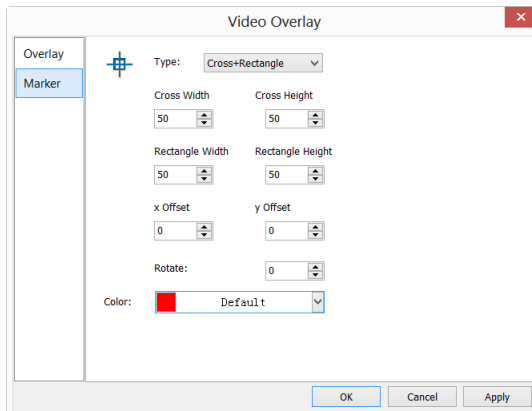 Video Overlay
Overlay
Marker
Type: Cross+Rectangle
Cross Width Cross Height
50 50
Rectangle Width Rectangle Height
50 50
x Offset y Offset
0 0
Rotate: 0
Color: Default
OK Cancel Apply